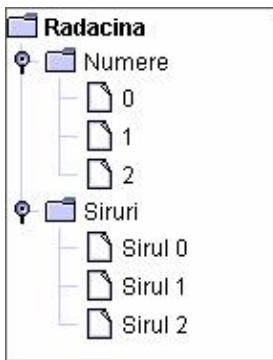 Radacina
Numere
0
1
2
Siruri
Sirul 0
Sirul 1
Sirul 2